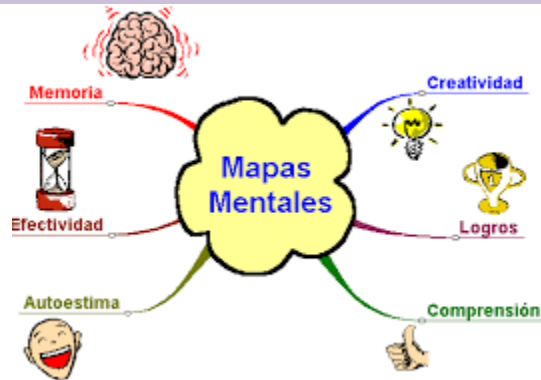 Memoria
Creatividad
Mapas
Mentales
Efectividad
Logros
Autoestima
Comprensión